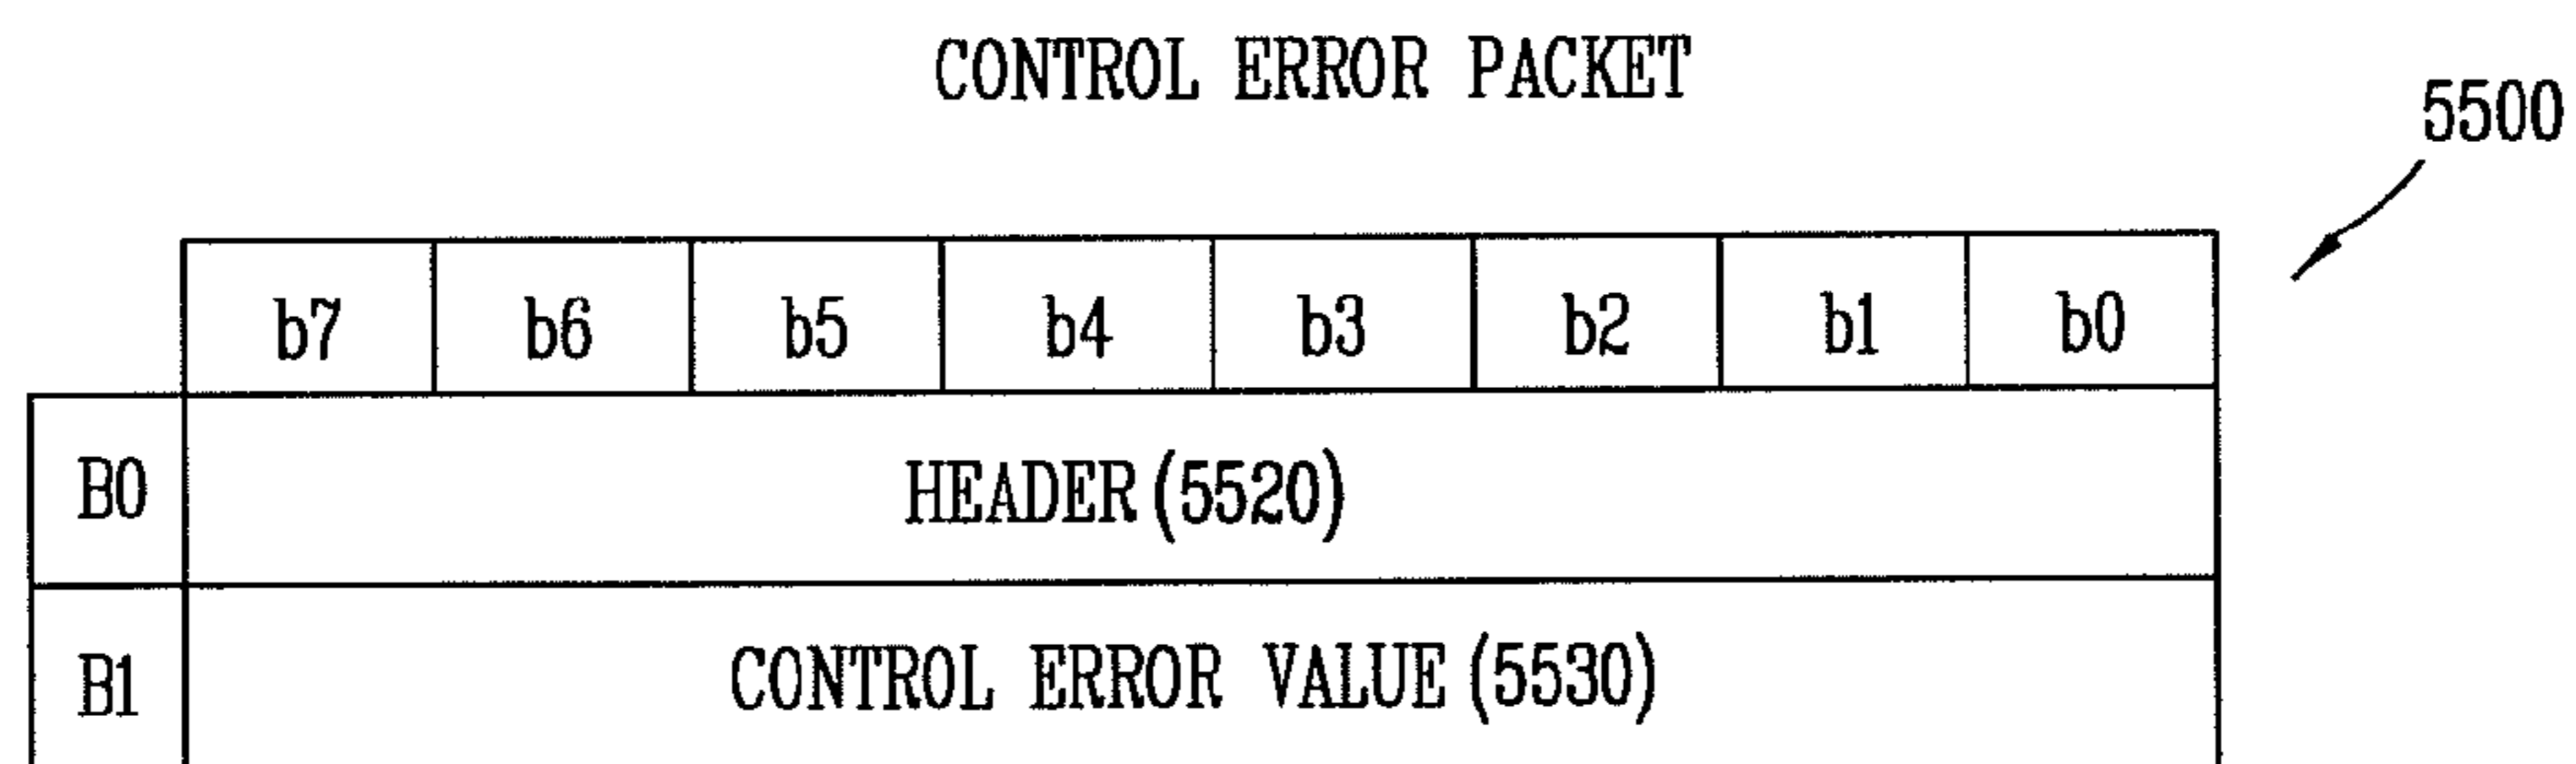 CONTROL ERROR PACKET
5500
b7 b6 b5 b4 b3 b2 b1 b0
B0 HEADER (5520)
B1 CONTROL ERROR VALUE (5530)